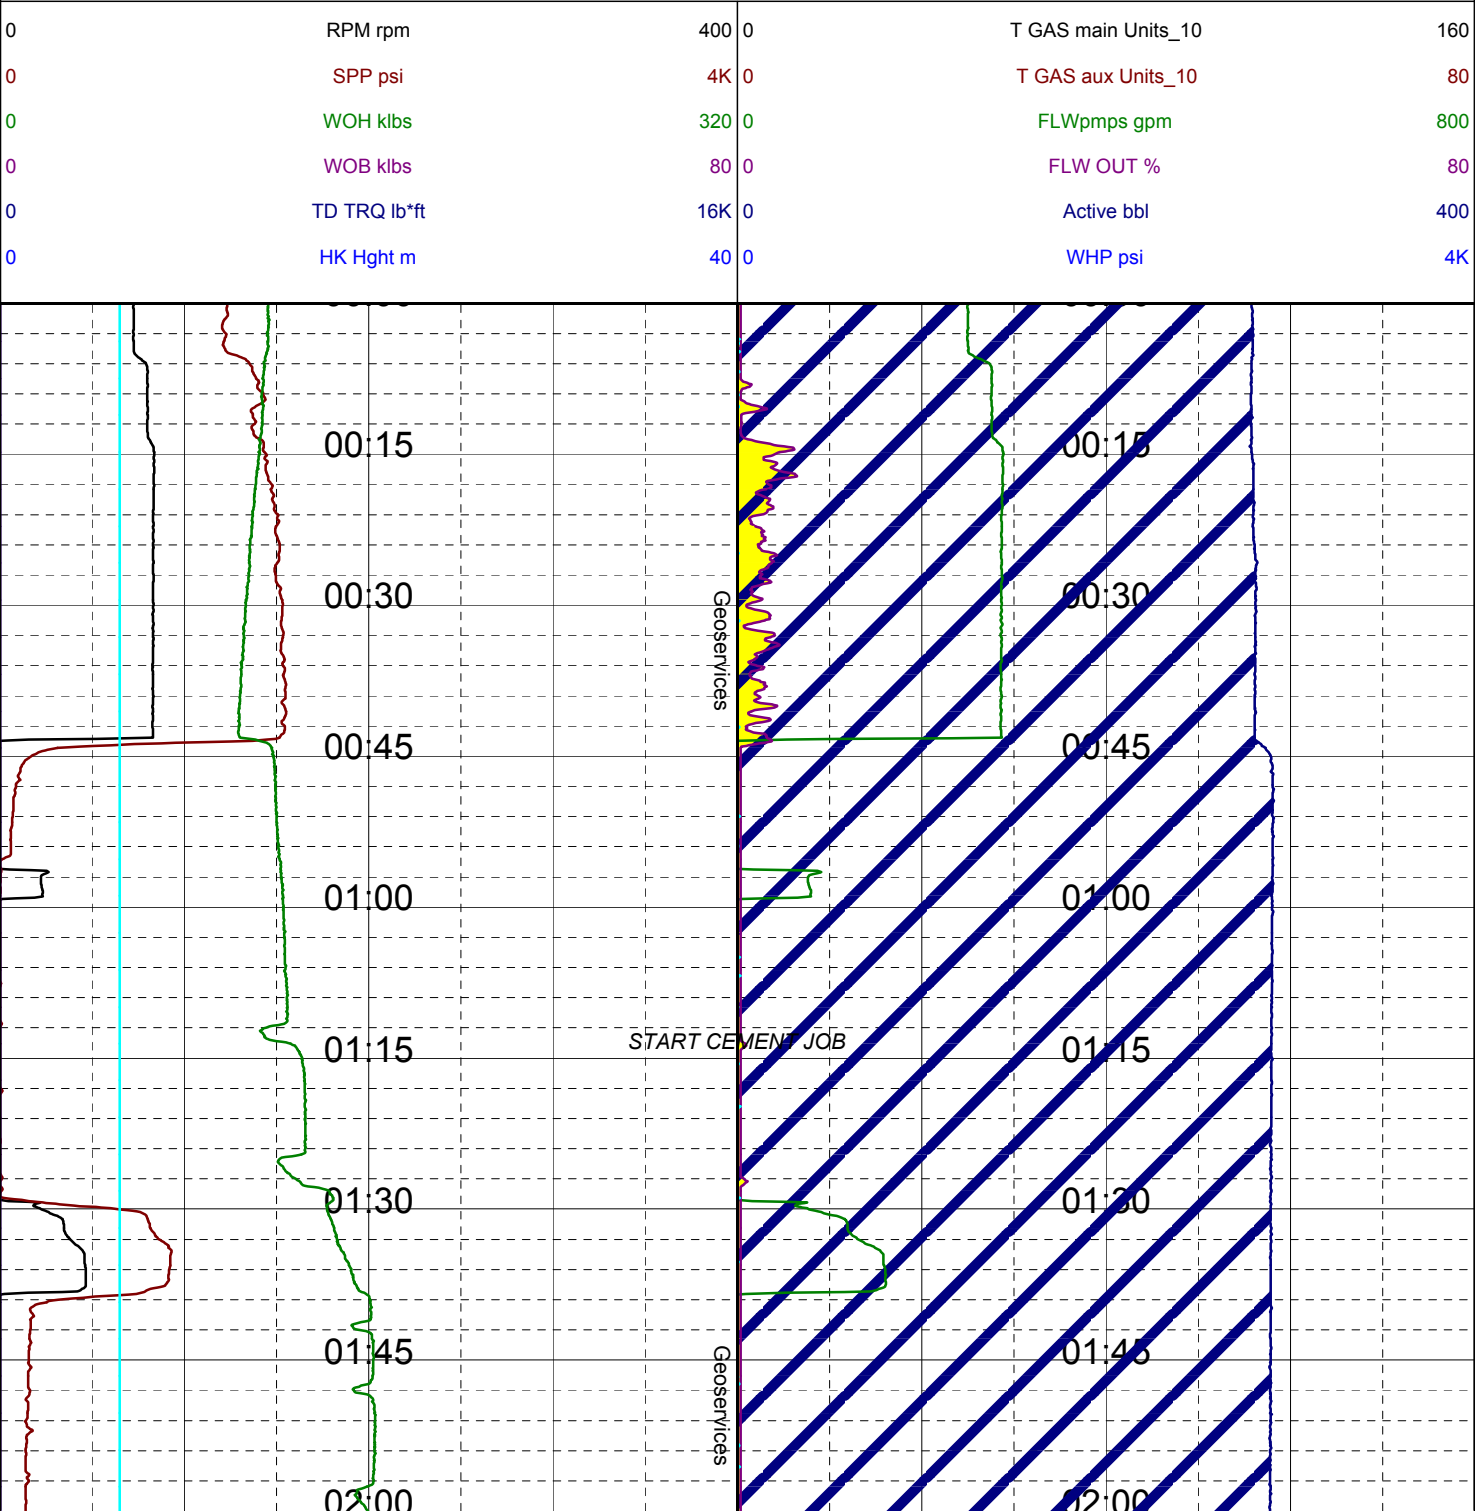 0 RPM rpm 400 0 T GAS main Units_10 160
0 SPP psi 4K 0 T GAS aux Units_10 80
0 WOH klbs 320 0 FLWpmps gpm 800
0 WOB klbs 80 0 FLW OUT % 80
0 TD TRQ lb*ft 16K 0 Active bbl 400
0 HK Hght m 40 0 WHP psi 4K
00:15 00:15
00:30 00:30
Geoservices
00:45 00:45
01:00 01:00
START CEMENT JOB
01:15 01:15
01:30 01:30
01:45 01:45
Geoservices
02:00 02:00